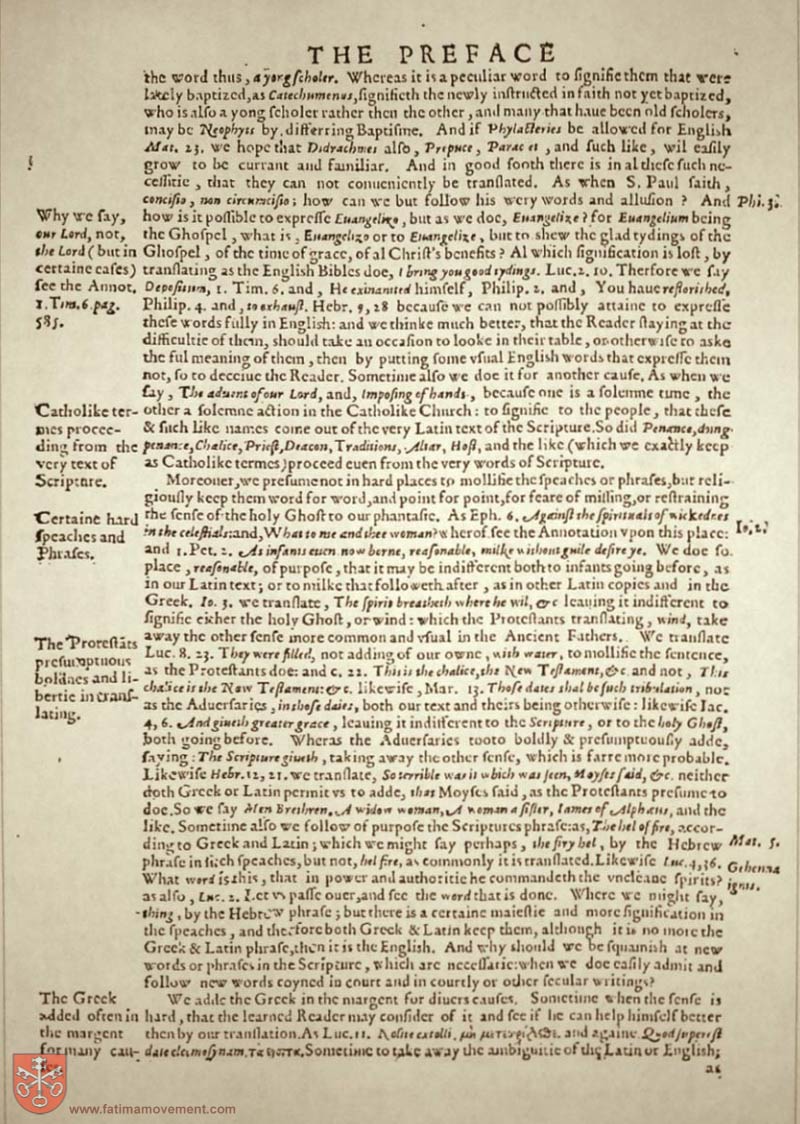 THE PREFACE
the word thus, a yong scholer. Whereas it is a peculiar word to signifie them that were
lately baptized, as Catechumenus, signifieth the newly instructed in faith not yet baptized,
who is also a yong scholer rather then the other, and many that haue been old scholers,
may be Neophyts by differring Baptisme. And if Phylacteries be allowed for English
Mat. 23. we hope that Didrachmes also, Prepuce, Paraclet, and such like, wil easily
grow to be currant and familiar. And in good sooth there is in al these such ne-
cessitie, that they can not conueniently be translated. As when S. Paul saith,
concisio, non circumcisio; how can we but follow his very words and allusion? And
Phi. 3.
how is it possible to expresse Euangelizo, but as we doe, Euangelize? for Euangelium being
the Ghospel, what is, Euangelizo or to Euangelize, but to shew the glad tydings of the
Ghospel, of the time of grace, of al Christ's benefits? Al which signification is lost, by
translating as the English Bibles doe, I bring you good tydings. Luc. 2. 10. Therfore we say
Depositum, 1. Tim. 6. and, He exinanited himself, Philip. 2. and, You haue reflorished,
Philip. 4. and, to exhaust. Hebr. 9, 28 because we can not possibly attaine to expresse
these words fully in English: and we thinke much better, that the Reader staying at the
difficultie of them, should take an occasion to looke in their table, or otherwise to aske
the ful meaning of them, then by putting some vsual English words that expresse them
not, so to deceiue the Reader. Sometime also we doe it for another cause. As when we
say, The aduent of our Lord, and, Imposing of hands, because one is a solemne time, the
other a solemne action in the Catholike Church: to signifie to the people, that these
& such like names come out of the very Latin text of the Scripture. So did Penance, doing
penance, Chalice, Priest, Deacon, Traditions, Altar, Host, and the like (which we exactly keep
as Catholike termes) proceed euen from the very words of Scripture.
Why we say,
our Lord, not,
the Lord (but in
certaine cases)
see the Annot.
1. Tim. 6. pag.
585.
Catholike ter-
mes procee-
ding from the
very text of
Scripture.
Moreouer, we presume not in hard places to mollifie the speaches or phrases, but reli-
giously keep them word for word, and point for point, for feare of missing, or restraining
the sense of the holy Ghost to our phantasie. As Eph. 6. Against the spirituals of wickednes
in the celestials: and, What to me and thee woman? wherof see the Annotation vpon this place:
Io. 2.
and 1. Pet. 2. As infants euen now borne, reasonable, milke without guile desire ye. We doe so
place, reasonable, of purpose, that it may be indifferent both to infants going before, as
in our Latin text; or to milke that followeth after, as in other Latin copies and in the
Greek. Io. 3. we translate, The spirit breatheth where he wil, &c leauing it indifferent to
signifie either the holy Ghost, or wind: which the Protestants translating, wind, take
away the other sense more common and vsual in the Ancient Fathers. We translate
Luc. 8. 23. They were filled, not adding of our owne, with water, to mollifie the sentence,
as the Protestants doe: and c. 22. This is the chalice, the New Testament, &c. and not, This
chalice is the New Testament: &c. likewise, Mar. 13. Those daies shal be such tribulation, not
as the Aduersaries, in those daies, both our text and theirs being otherwise: likewise Iac.
4, 6. And giueth greater grace, leauing it indifferent to the Scripture, or to the holy Ghost,
both going before. Wheras the Aduersaries too to boldly & presumptuously adde,
saying: The Scripture giueth, taking away the other sense, which is farre more probable.
Likewise Hebr. 12, 21. we translate, So terrible was it which was seen, Moyses said, &c. neither
doth Greek or Latin permit vs to adde, that Moyses said, as the Protestants presume to
doe. So we say Men Brethren, A widow woman, A woman a sister, Iames of Alphæus, and the
like. Sometime also we follow of purpose the Scriptures phrase: as, The hel of fire, accor-
ding to Greek and Latin; which we might say perhaps, the firy hel, by the Hebrew
phrase in such speaches, but not, hel fire, as commonly it is translated. Likewise Luc. 4, 36.
What word is this, that in power and authoritie he commandeth the vncleane spirits?
as also, Luc. 2. Let vs passe ouer, and see the word that is done. Where we might say,
thing, by the Hebrew phrase; but there is a certaine maiestie and more signification in
the speaches, and therfore both Greek & Latin keep them, although it is no more the
Greek & Latin phrase, then it is the English. And why should we be squamish at new
words or phrases in the Scripture, which are necessarie: when we doe easily admit and
follow new words coyned in court and in courtly or other secular writings?
Certaine hard
speaches and
Phrases.
The Protestãts
presumptuous
boldnes and li-
bertie in trans-
lating.
Mat. 5.
Gehenna
ignis.
We adde the Greek in the margent for diuers causes. Sometime when the sense is
hard, that the learned Reader may consider of it and see if he can help himself better
then by our translation. As Luc. 11. Nolite extolli, and againe Quod superest
date eleemosynam. Sometime to take away the ambiguitie of the Latin or English;
as
The Greek
added often in
the margent
for many cau-
ses.
www.fatimamovement.com